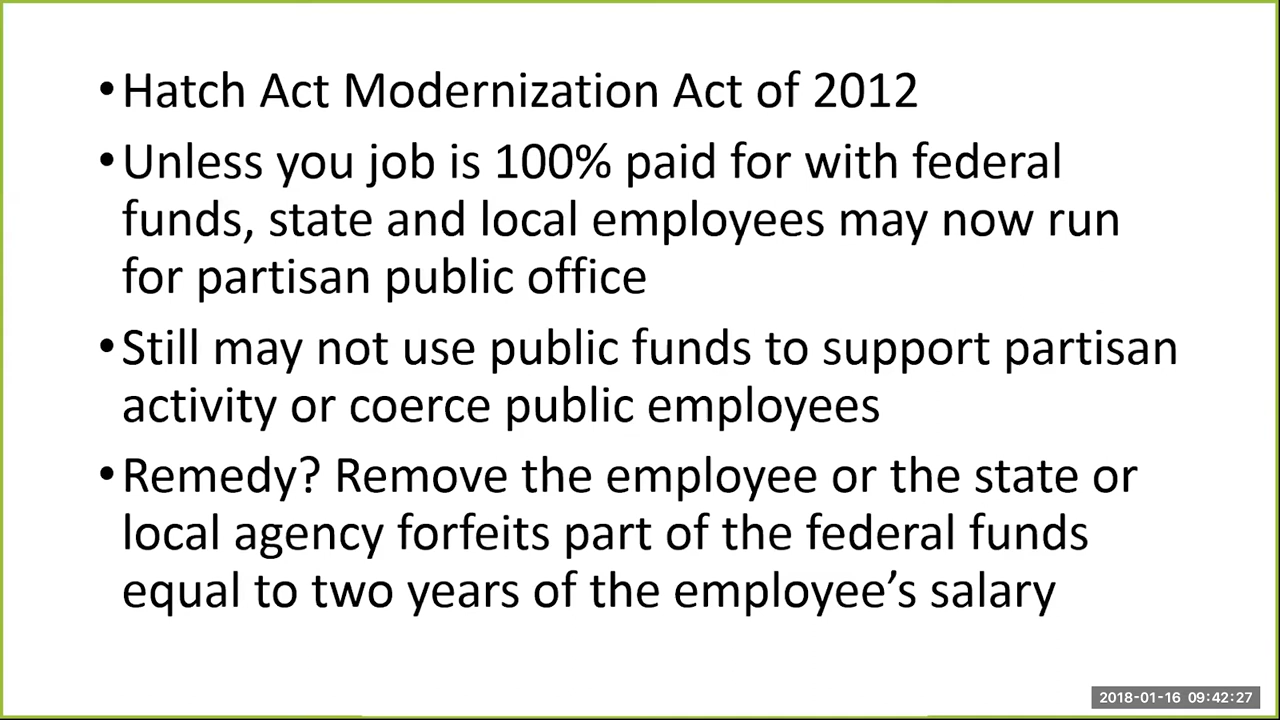 •Hatch Act Modernization Act of 2012
•Unless you job is 100% paid for with federal
funds, state and local employees may now run
for partisan public office
•Still may not use public funds to support partisan
activity or coerce public employees
•Remedy? Remove the employee or the state or
local agency forfeits part of the federal funds
equal to two years of the employee’s salary
2018-01-16 09:42:27